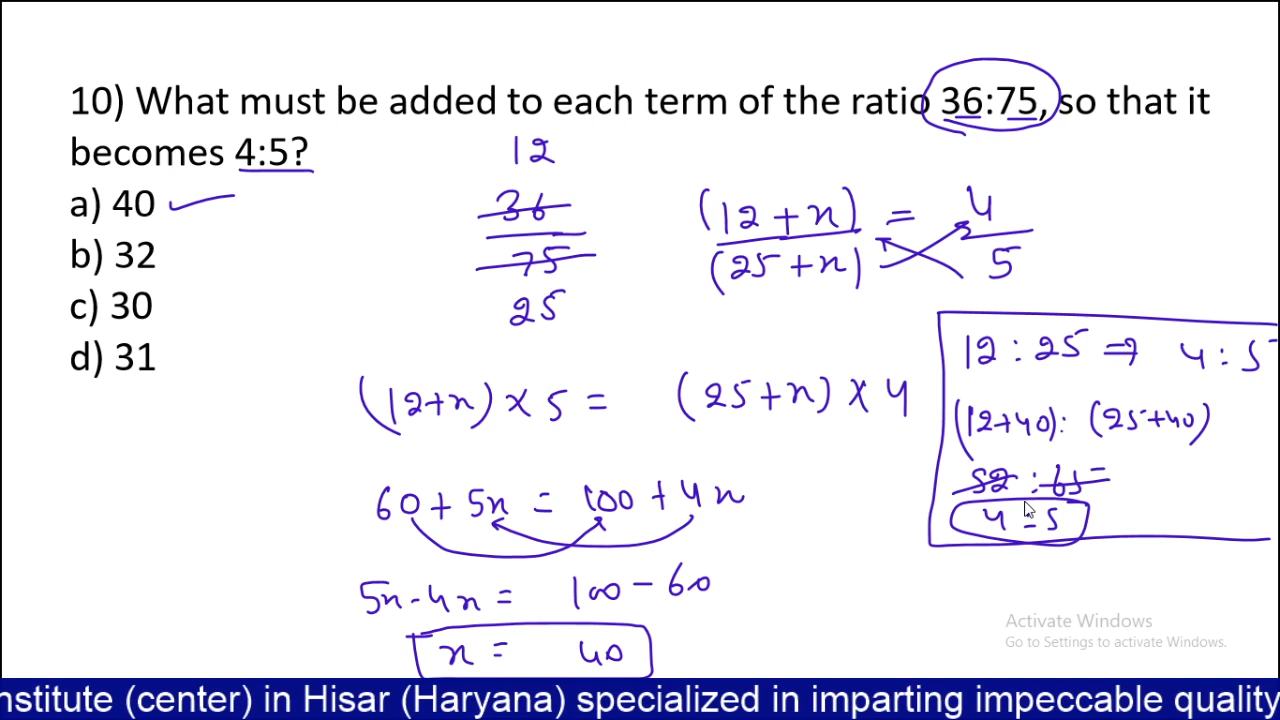 10) What must be added to each term of the ratio 36:75, so that it
becomes 4:5?
a) 40
b) 32
c) 30
d) 31
12
36
75
25
(12+x) = 4
(25+x) 5
(12+x) × 5 = (25+x) × 4
60 + 5x = 100 + 4x
5x - 4x = 100 - 60
x = 40
12 : 25 ⇒ 4 : 5
(12+40) : (25+40)
52 : 65
4 = 5
Activate Windows
Go to Settings to activate Windows.
nstitute (center) in Hisar (Haryana) specialized in imparting impeccable quality